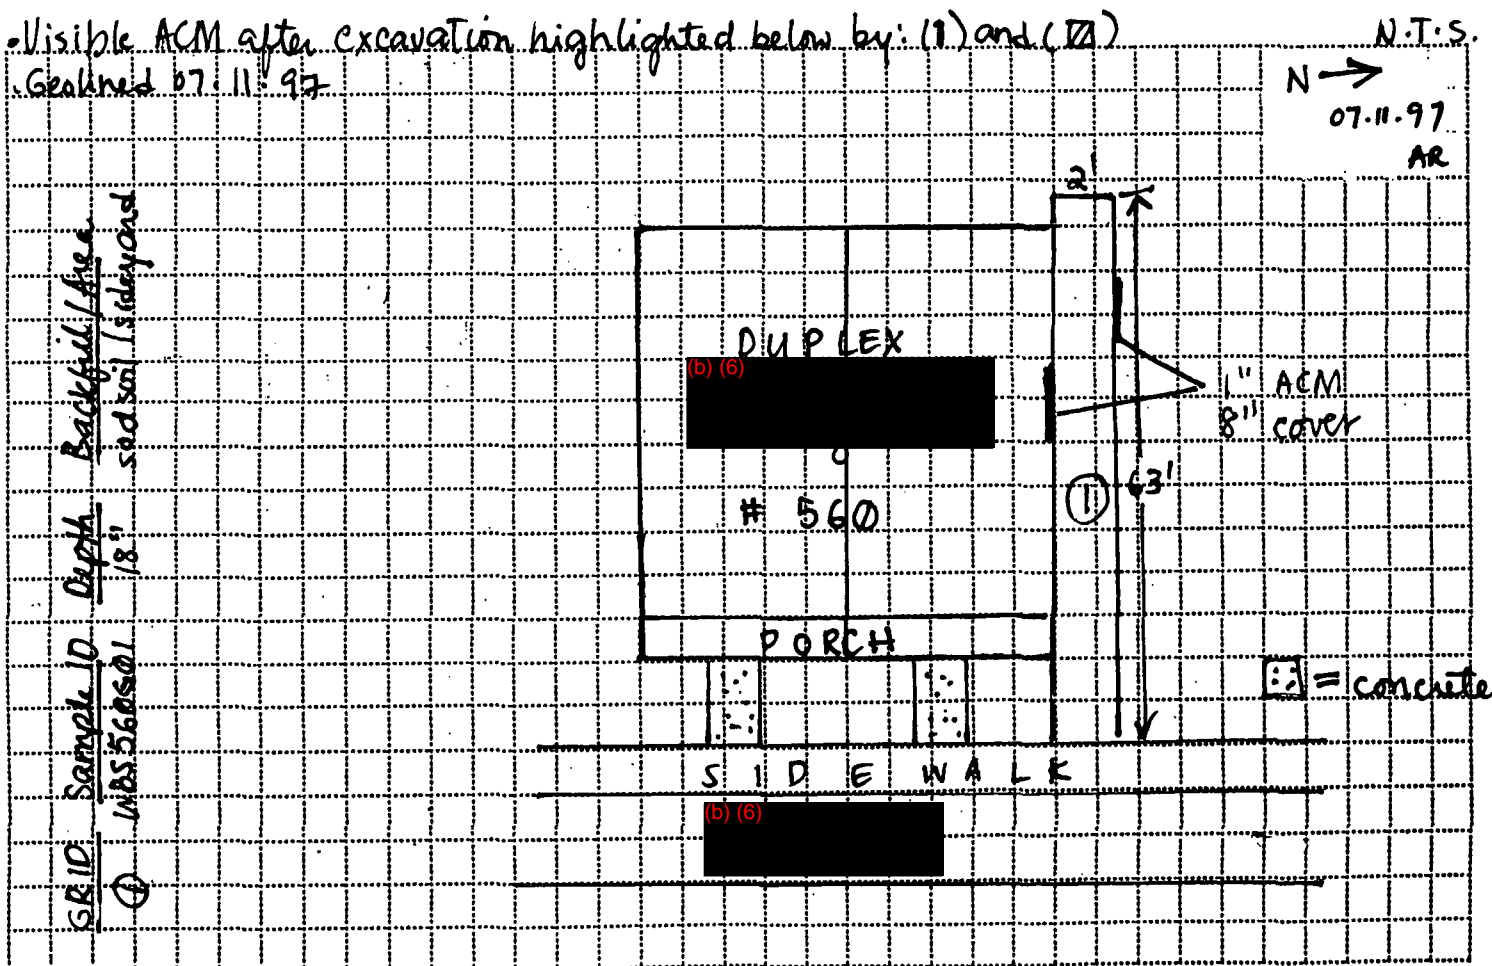 • Visible ACM after excavation highlighted below by: (▮) and (▨)
• Geolined 07.11.97
N.T.S.
N →
07.11.97
AR
2'
DUPLEX
(b) (6)
# 560
PORCH
1" ACM
8" cover
① 63'
= concrete
SIDEWALK
(b) (6)
GRID Sample ID Depth Backfill/Area
① WBS560G01 18" sod soil / sideyard